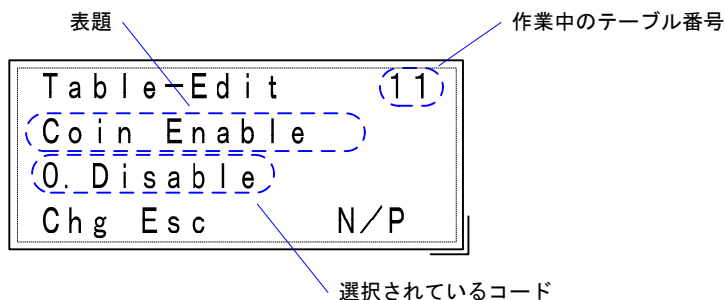 表題
作業中のテーブル番号
Table-Edit 11
Coin Enable
0. Disable
Chg Esc N/P
選択されているコード